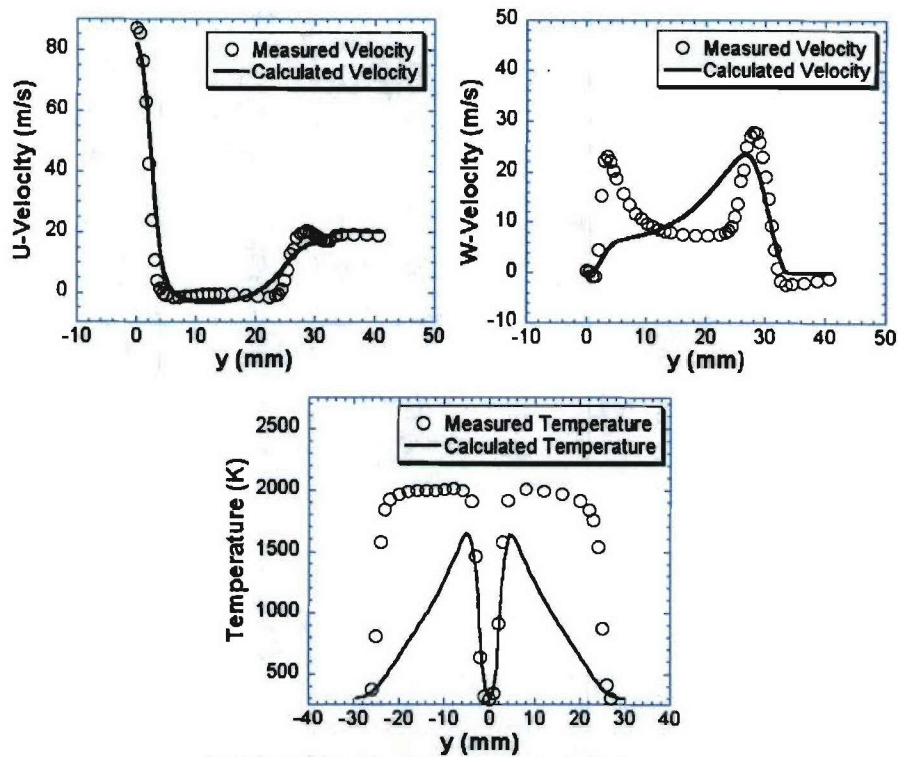 U-Velocity (m/s)
80
60
40
20
0
Measured Velocity
Calculated Velocity
-10 0 10 20 30 40 50
y (mm)
W-Velocity (m/s)
50
40
30
20
10
0
-10
Measured Velocity
Calculated Velocity
-10 0 10 20 30 40 50
y (mm)
Temperature (K)
2500
2000
1500
1000
500
Measured Temperature
Calculated Temperature
-40 -30 -20 -10 0 10 20 30 40
y (mm)